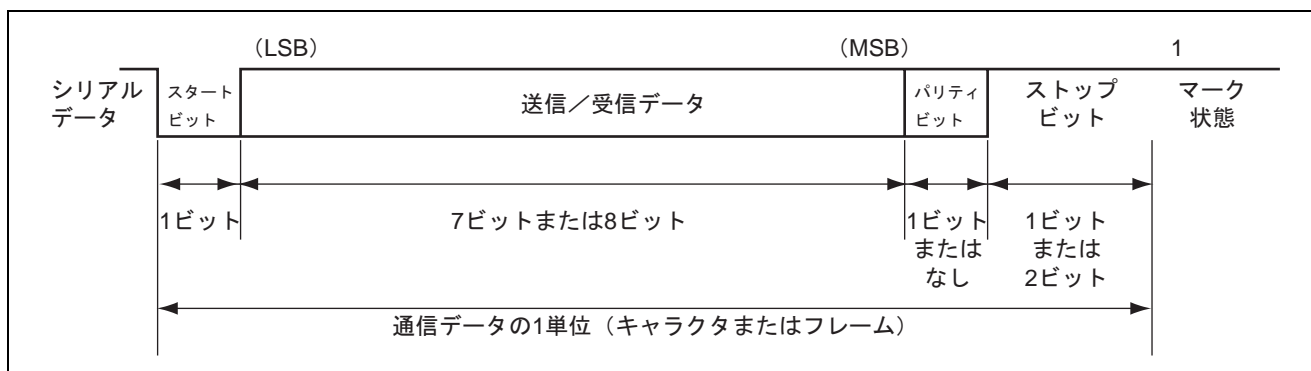 （LSB）
（MSB）
1
シリアル
データ
スタート
ビット
送信／受信データ
パリティ
ビット
ストップ
ビット
マーク
状態
1ビット
7ビットまたは8ビット
1ビット
または
なし
1ビット
または
2ビット
通信データの1単位（キャラクタまたはフレーム）